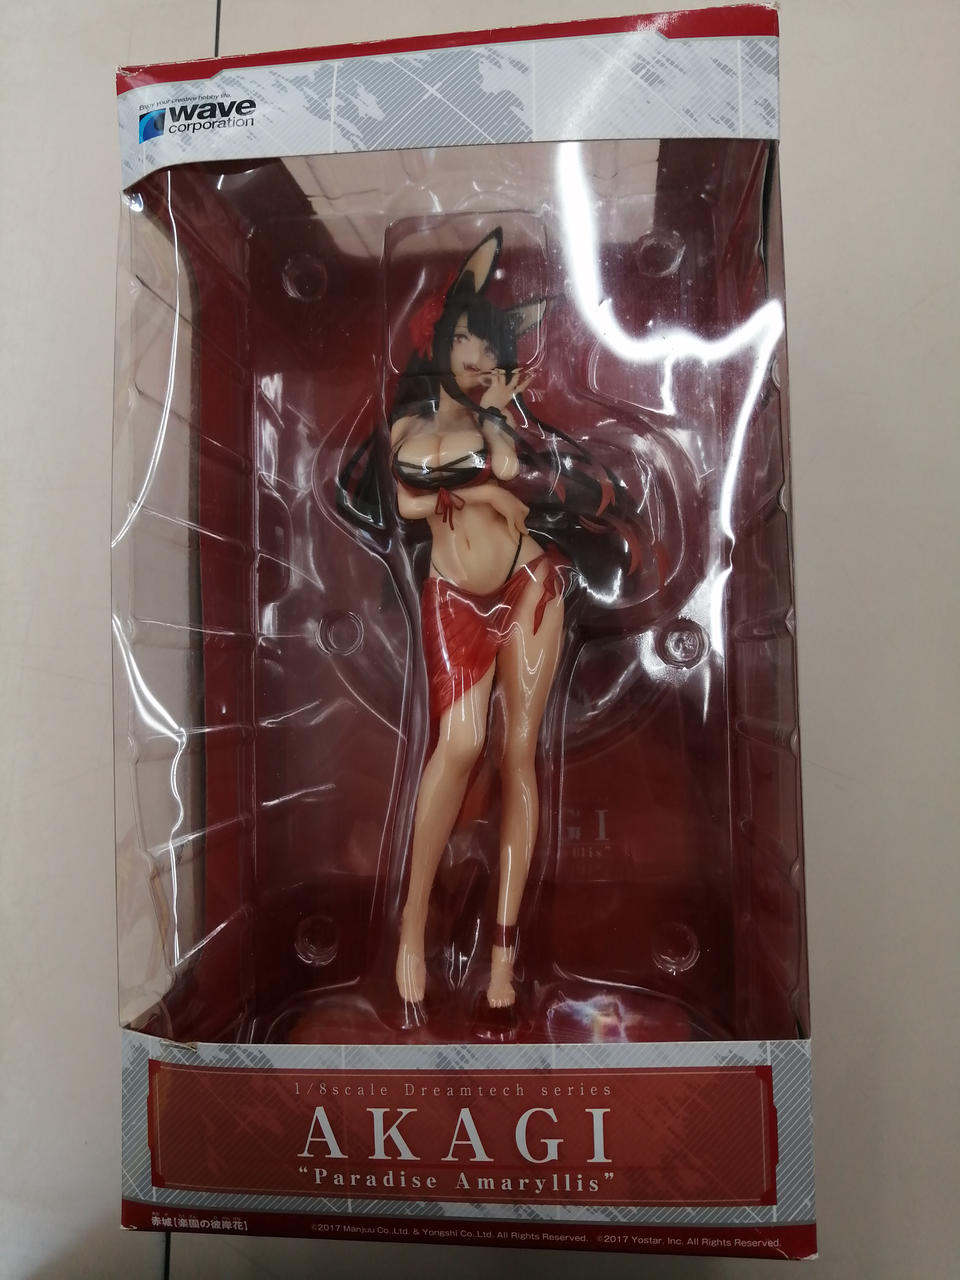 Enjoy your creative hobby life.
wave
corporation
GI
llis"
1/8scale Dreamtech series
AKAGI
“Paradise Amaryllis”
赤城【楽園の彼岸花】
©2017 Manjuu Co.,Ltd. & Yongshi Co.,Ltd. All Rights Reserved. ©2017 Yostar, Inc. All Rights Reserved.